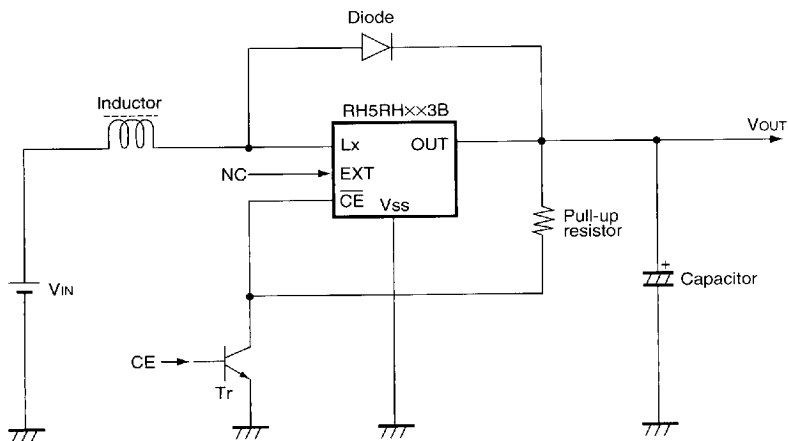 Diode
Inductor
RH5RH××3B
Lx
OUT
VOUT
NC
EXT
CE
Vss
Pull-up
resistor
VIN
+
Capacitor
CE
Tr